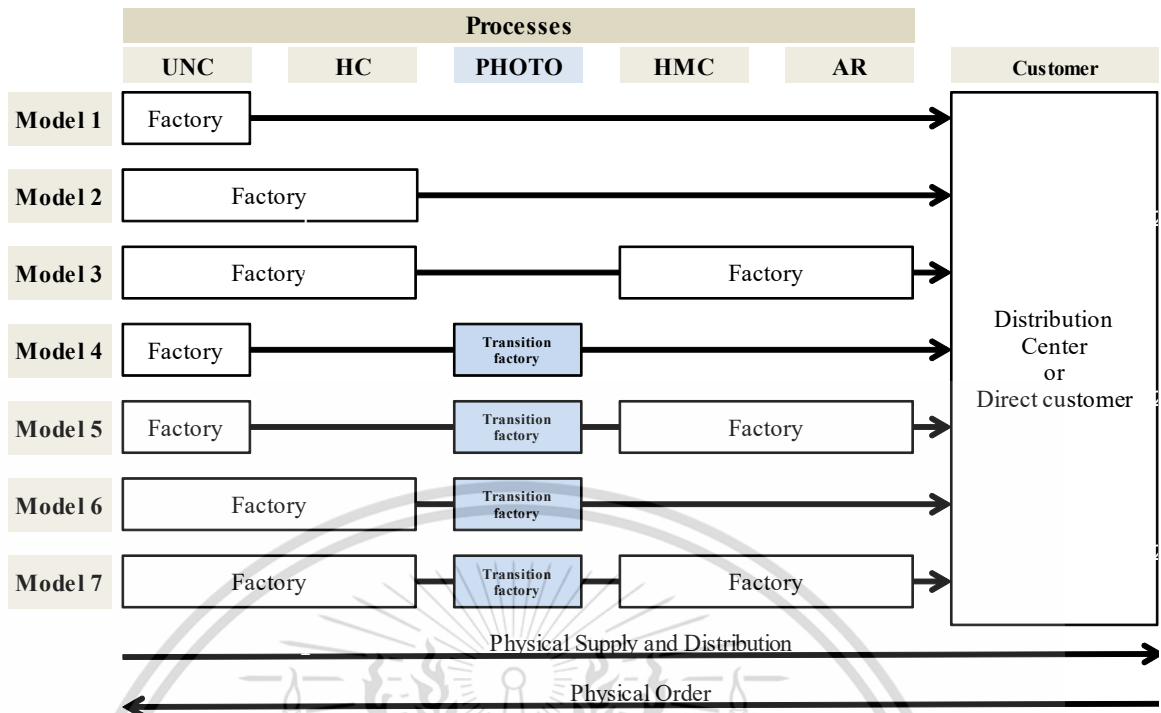 Processes
UNC HC PHOTO HMC AR Customer
Model 1 Factory
Model 2 Factory
Model 3 Factory Factory
Model 4 Factory Transition
factory
Model 5 Factory Transition
factory Factory
Model 6 Factory Transition
factory
Model 7 Factory Transition
factory Factory
Distribution
Center
or
Direct customer
Physical Supply and Distribution
Physical Order